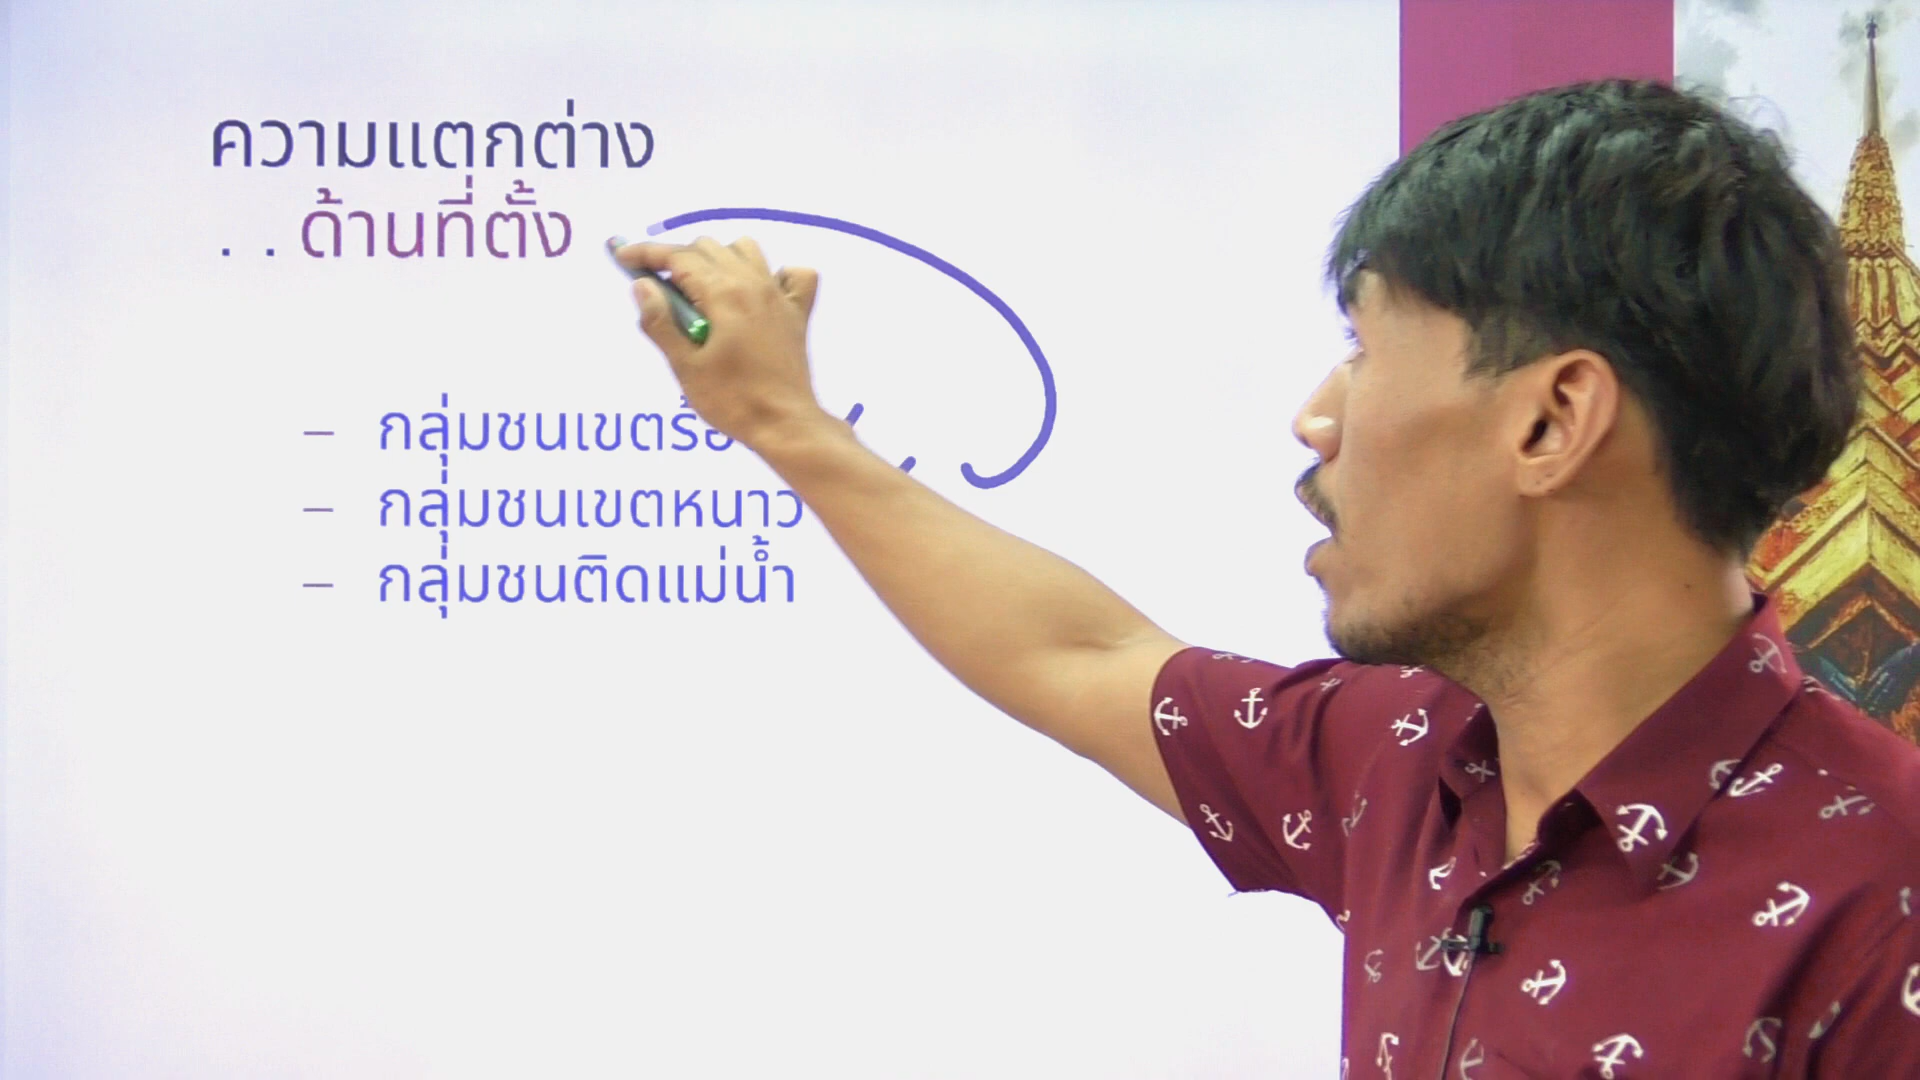 ความแตกต่าง
. . ด้านที่ตั้ง
– กลุ่มชนเขตร้อ
– กลุ่มชนเขตหนาว
– กลุ่มชนติดแม่น้ำ